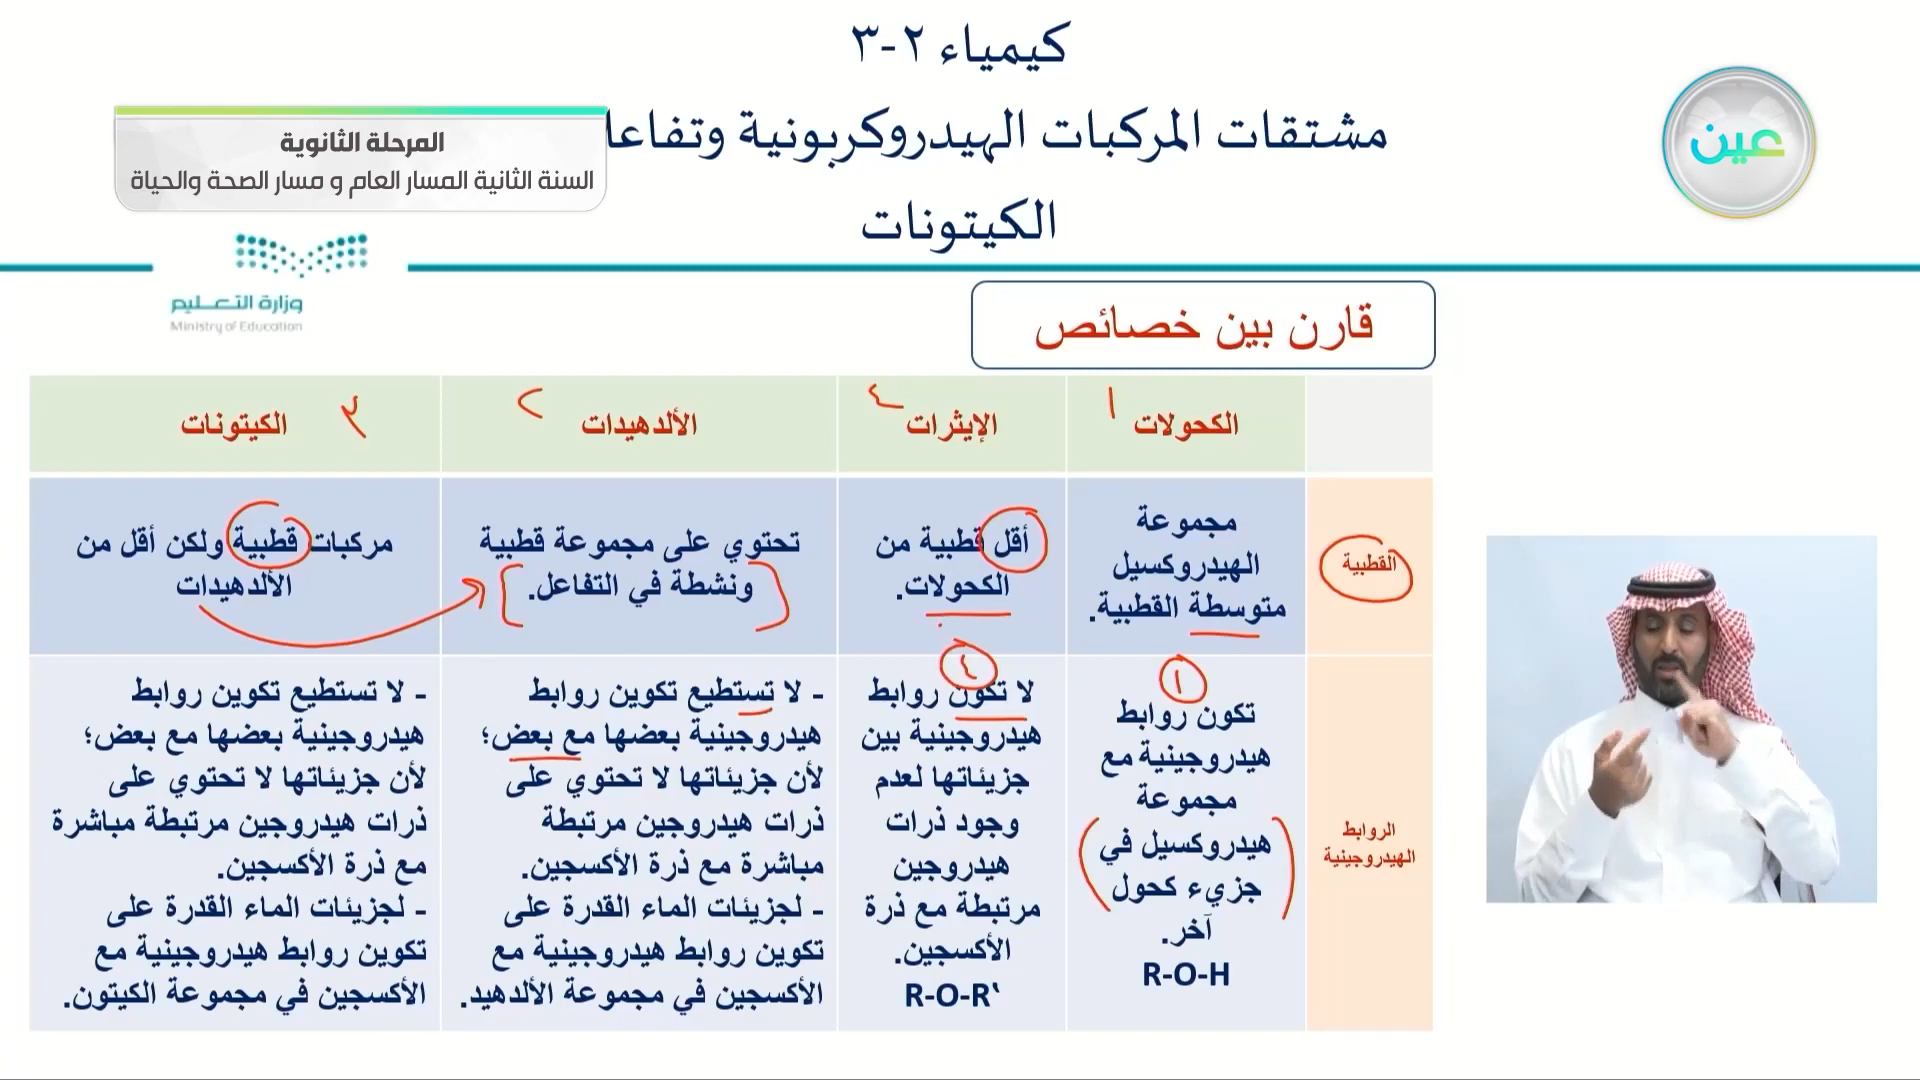 كيمياء ٢-٣
مشتقات المركبات الهيدروكربونية وتفاعا
الكيتونات
المرحلة الثانوية
السنة الثانية المسار العام و مسار الصحة والحياة
عين
وزارة التعليم
Ministry of Education
قارن بين خصائص
الكحولات ١
الإيثرات ٤
الألدهيدات ٢
الكيتونات ٣
القطبية
مجموعة
الهيدروكسيل
متوسطة القطبية.
أقل قطبية من
الكحولات.
تحتوي على مجموعة قطبية
ونشطة في التفاعل.
مركبات قطبية ولكن أقل من
الألدهيدات
الروابط
الهيدروجينية
١
تكون روابط
هيدروجينية مع
مجموعة
هيدروكسيل في
جزيء كحول
آخر.
R-O-H
٤
لا تكون روابط
هيدروجينية بين
جزيئاتها لعدم
وجود ذرات
هيدروجين
مرتبطة مع ذرة
الأكسجين.
R-O-R‛
- لا تستطيع تكوين روابط
هيدروجينية بعضها مع بعض؛
لأن جزيئاتها لا تحتوي على
ذرات هيدروجين مرتبطة
مباشرة مع ذرة الأكسجين.
- لجزيئات الماء القدرة على
تكوين روابط هيدروجينية مع
الأكسجين في مجموعة الألدهيد.
- لا تستطيع تكوين روابط
هيدروجينية بعضها مع بعض؛
لأن جزيئاتها لا تحتوي على
ذرات هيدروجين مرتبطة مباشرة
مع ذرة الأكسجين.
- لجزيئات الماء القدرة على
تكوين روابط هيدروجينية مع
الأكسجين في مجموعة الكيتون.